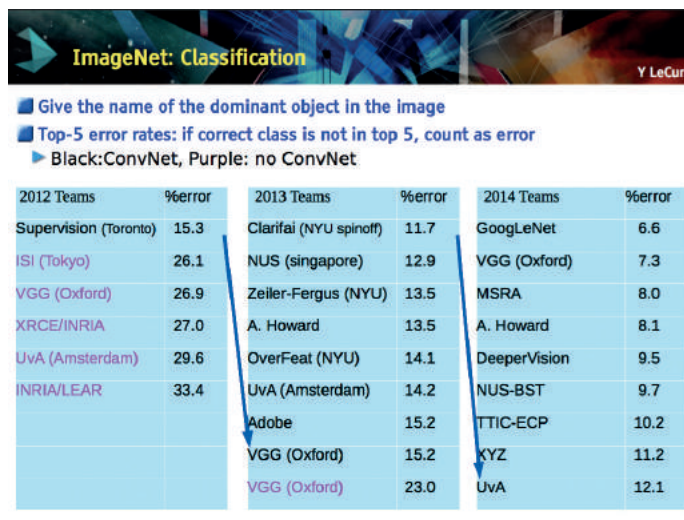 ImageNet: Classification
Y LeCun
Give the name of the dominant object in the image
Top-5 error rates: if correct class is not in top 5, count as error
Black:ConvNet, Purple: no ConvNet
2012 Teams %error 2013 Teams %error 2014 Teams %error
Supervision (Toronto) 15.3 Clarifai (NYU spinoff) 11.7 GoogLeNet 6.6
ISI (Tokyo) 26.1 NUS (singapore) 12.9 VGG (Oxford) 7.3
VGG (Oxford) 26.9 Zeiler-Fergus (NYU) 13.5 MSRA 8.0
XRCE/INRIA 27.0 A. Howard 13.5 A. Howard 8.1
UvA (Amsterdam) 29.6 OverFeat (NYU) 14.1 DeeperVision 9.5
INRIA/LEAR 33.4 UvA (Amsterdam) 14.2 NUS-BST 9.7
Adobe 15.2 TTIC-ECP 10.2
VGG (Oxford) 15.2 XYZ 11.2
VGG (Oxford) 23.0 UvA 12.1